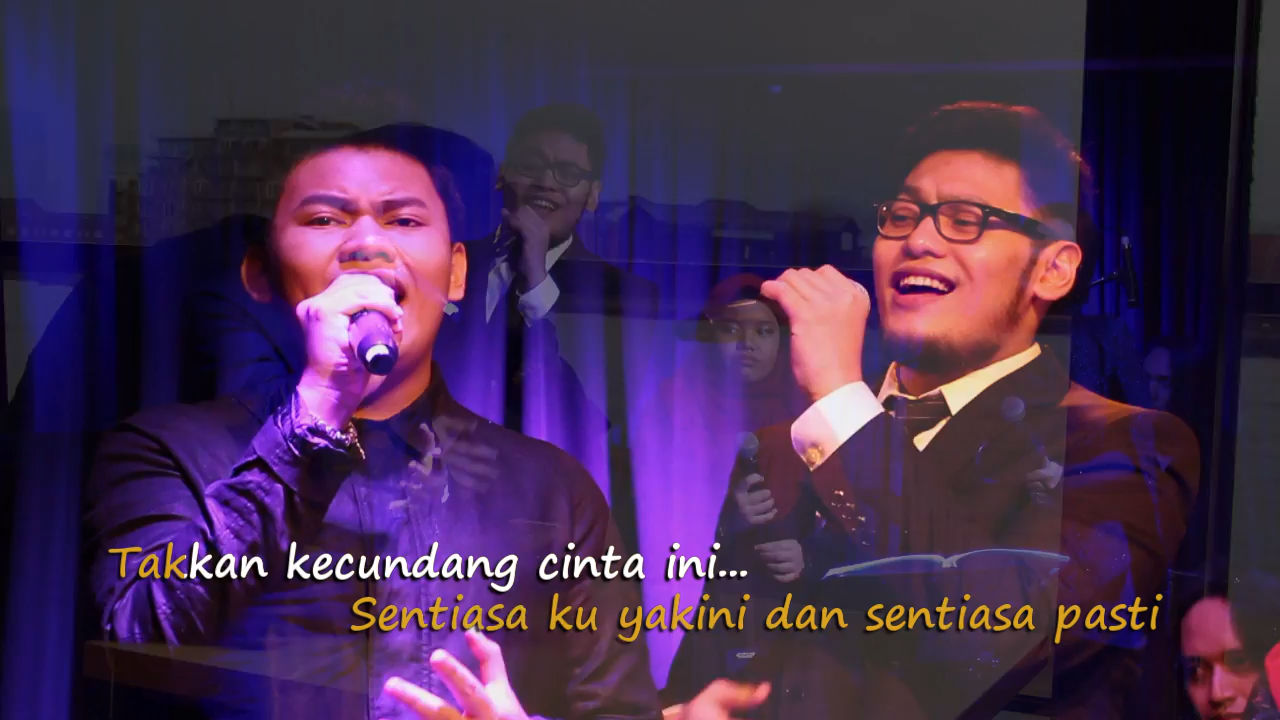 Takkan kecundang cinta ini...
Sentiasa ku yakini dan sentiasa pasti